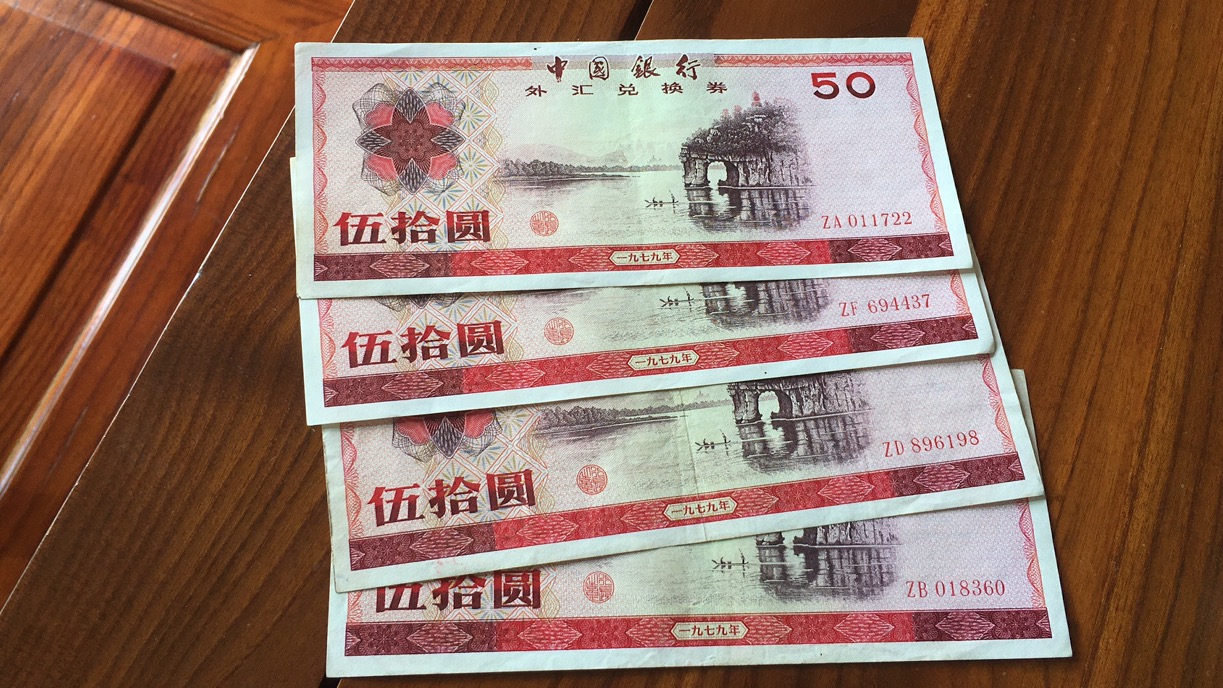 中国銀行
外汇兑换券
50
伍拾圆
ZA 011722
一九七九年
ZF 694437
伍拾圆
一九七九年
ZD 896198
伍拾圆
一九七九年
ZB 018360
伍拾圆
一九七九年